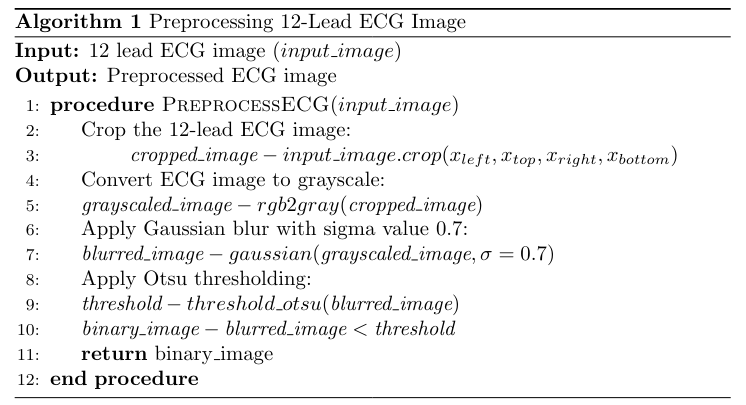 Algorithm 1 Preprocessing 12-Lead ECG Image
Input: 12 lead ECG image (input_image)
Output: Preprocessed ECG image
1: procedure PREPROCESSECG(input_image)
2: Crop the 12-lead ECG image:
3: cropped_image − input_image.crop(x_left, x_top, x_right, x_bottom)
4: Convert ECG image to grayscale:
5: grayscaled_image − rgb2gray(cropped_image)
6: Apply Gaussian blur with sigma value 0.7:
7: blurred_image − gaussian(grayscaled_image, σ = 0.7)
8: Apply Otsu thresholding:
9: threshold − threshold_otsu(blurred_image)
10: binary_image − blurred_image < threshold
11: return binary_image
12: end procedure